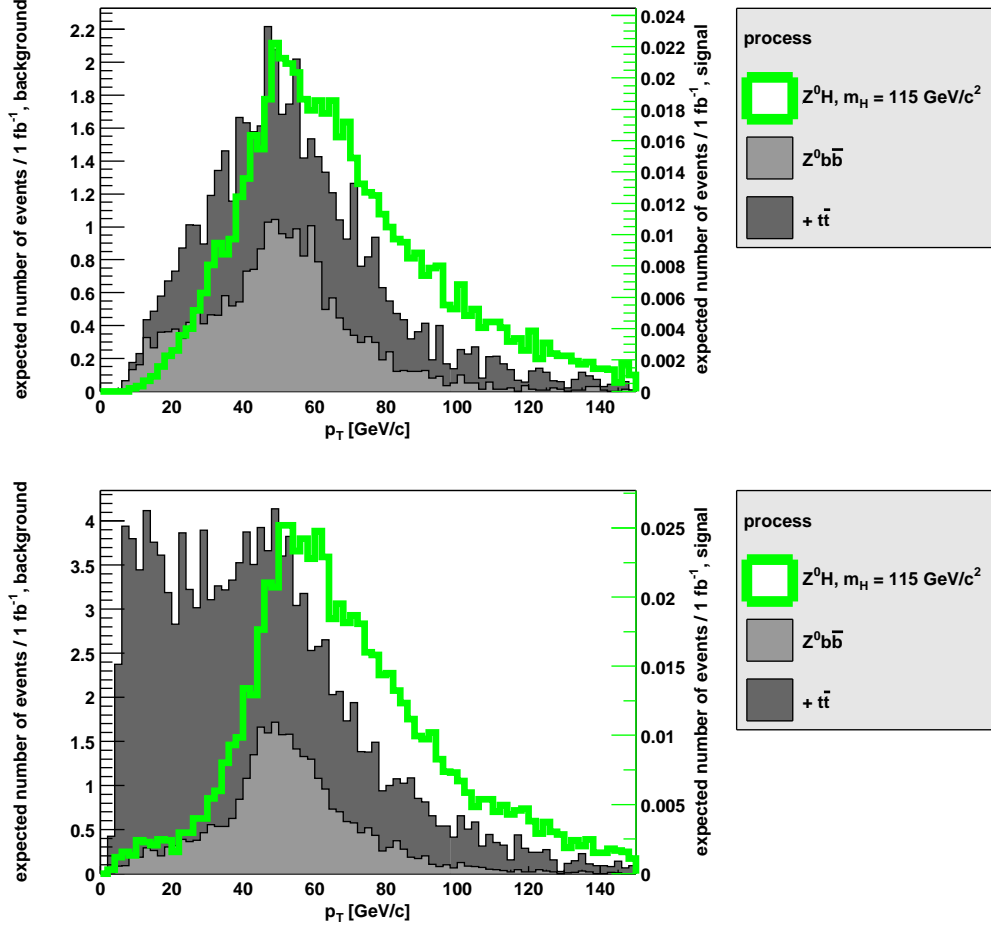 expected number of events / 1 fb⁻¹, background
2.2
2
1.8
1.6
1.4
1.2
1
0.8
0.6
0.4
0.2
0
0 20 40 60 80 100 120 140
p_T [GeV/c]
0.024
0.022
0.02
0.018
0.016
0.014
0.012
0.01
0.008
0.006
0.004
0.002
0
expected number of events / 1 fb⁻¹, signal
process
Z⁰H, m_H = 115 GeV/c²
Z⁰bb̄
+ tt̄
expected number of events / 1 fb⁻¹, background
4
3.5
3
2.5
2
1.5
1
0.5
0
0 20 40 60 80 100 120 140
p_T [GeV/c]
0.025
0.02
0.015
0.01
0.005
0
expected number of events / 1 fb⁻¹, signal
process
Z⁰H, m_H = 115 GeV/c²
Z⁰bb̄
+ tt̄